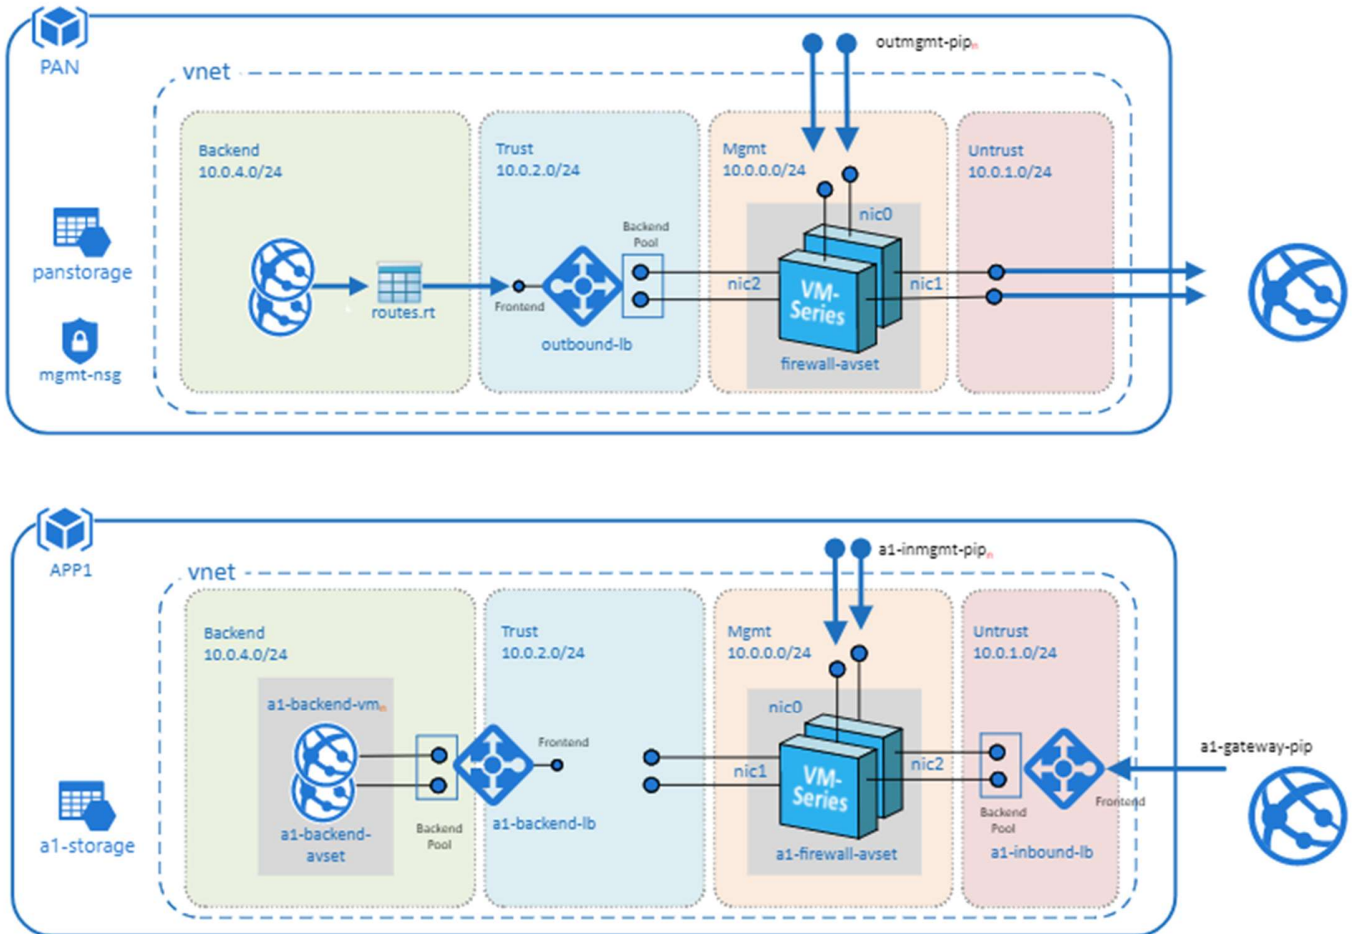 PAN
vnet
outmgmt-pipn
Backend
10.0.4.0/24
Trust
10.0.2.0/24
Mgmt
10.0.0.0/24
Untrust
10.0.1.0/24
panstorage
mgmt-nsg
routes.rt
Frontend
outbound-lb
Backend
Pool
nic2
nic0
nic1
VM-
Series
firewall-avset
APP1
vnet
a1-inmgmt-pipn
Backend
10.0.4.0/24
Trust
10.0.2.0/24
Mgmt
10.0.0.0/24
Untrust
10.0.1.0/24
a1-storage
a1-backend-vmn
a1-backend-
avset
Backend
Pool
Frontend
a1-backend-lb
nic1
nic0
nic2
VM-
Series
a1-firewall-avset
Backend
Pool
Frontend
a1-inbound-lb
a1-gateway-pip